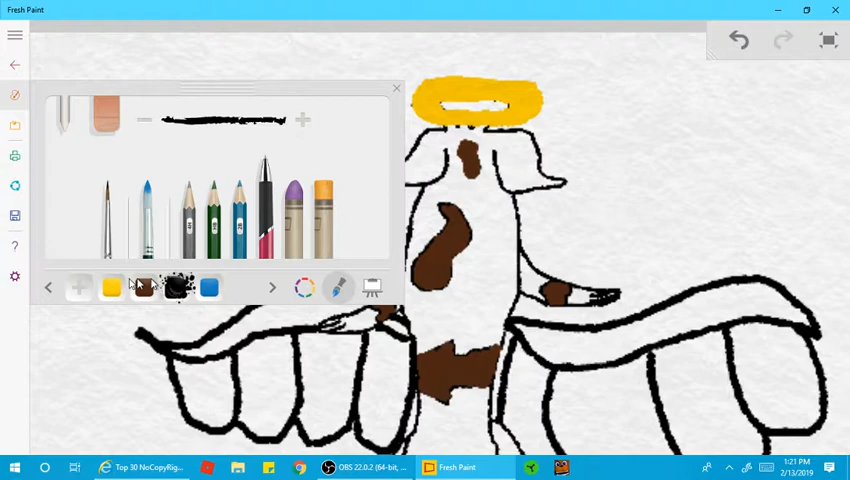 Fresh Paint
?
Top 30 NoCopyRig...
OBS 22.0.2 (64-bit, ...
Fresh Paint
1:21 PM
2/13/2019